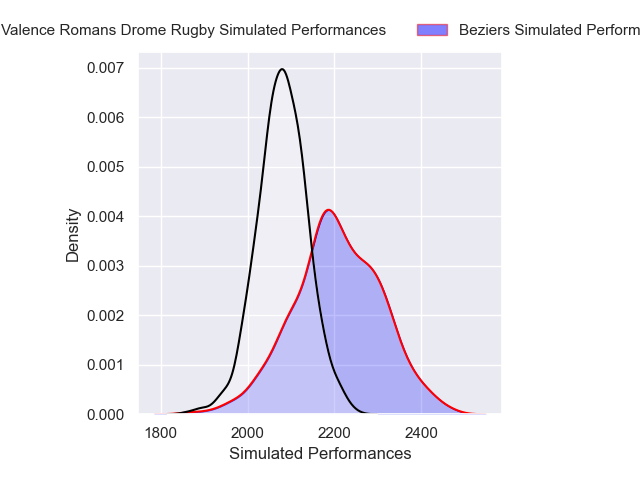 Valence Romans Drome Rugby Simulated Performances
Beziers Simulated Perform
0.007
0.006
0.005
0.004
0.003
0.002
0.001
0.000
Density
1800 2000 2200 2400
Simulated Performances